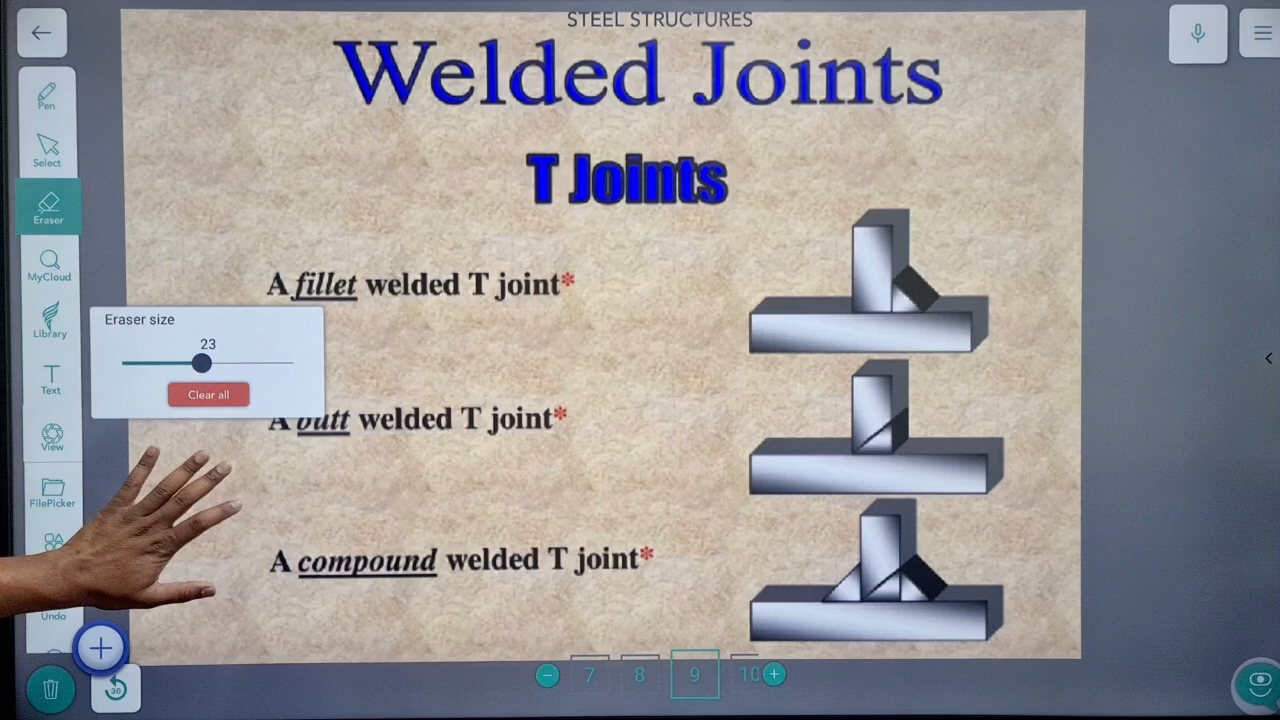 STEEL STRUCTURES
Welded Joints
T Joints
Pen
Select
Eraser
MyCloud
Library
Text
View
FilePicker
Undo
A fillet welded T joint*
Eraser size
23
Clear all
A butt welded T joint*
A compound welded T joint*
30
7 8 9 10